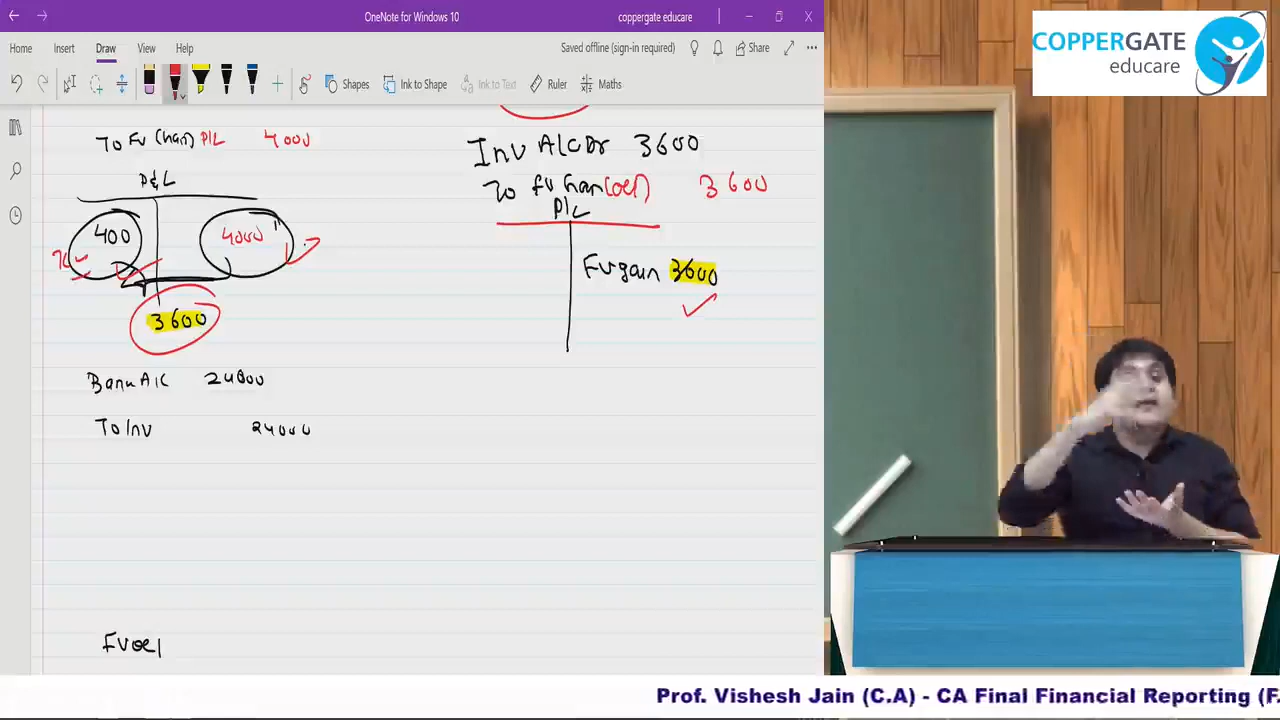 OneNote for Windows 10
coppergate educare
Home Insert Draw View Help
Saved offline (sign-in required)
Share
Shapes
Ink to Shape
Ink to Text
Ruler
Maths
COPPERGATE
educare
To FV Chan P/L 4000
P&L
400
4000
3600
Bank A/C 24000
To Inv 24000
FVOCI
Inv A/C Dr 3600
To FV Chan (OCI) 3600
P/L
FV gain 3600
Prof. Vishesh Jain (C.A) - CA Final Financial Reporting (F.